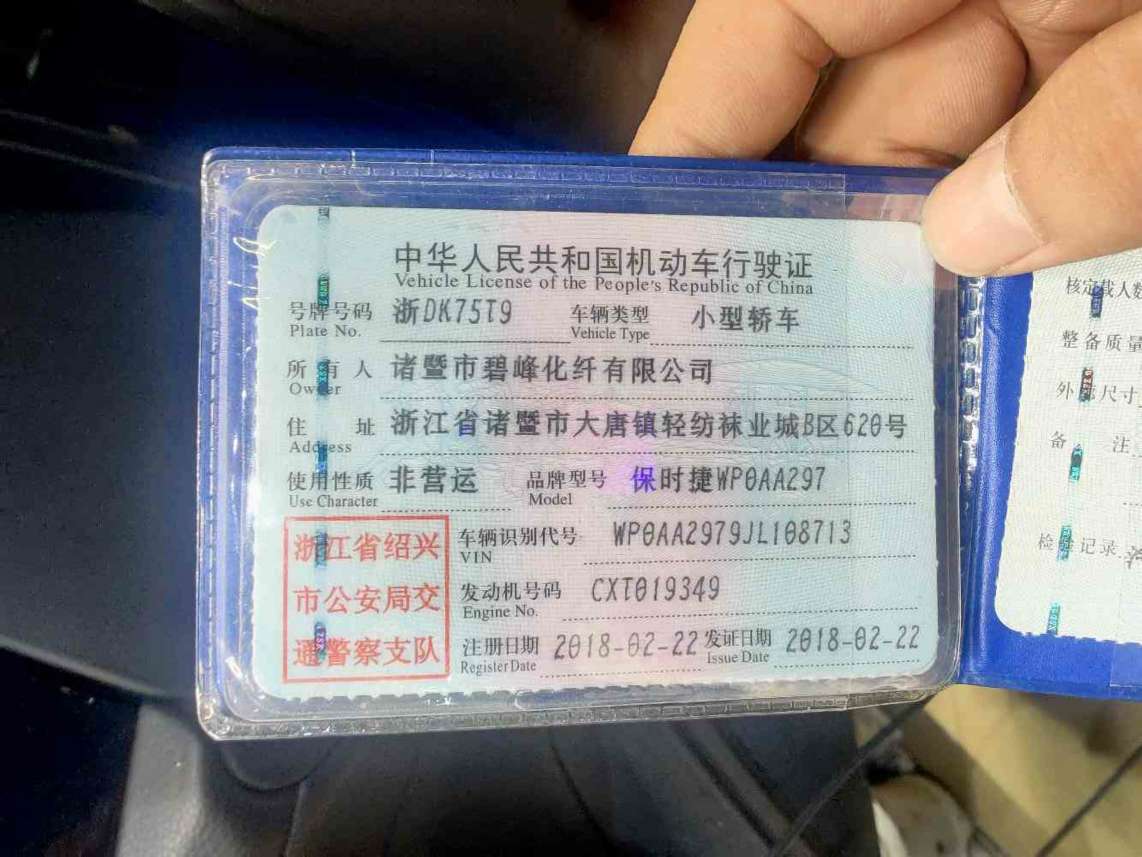 中华人民共和国机动车行驶证
Vehicle License of the People's Republic of China
号牌号码 浙DK75T9 车辆类型 小型轿车
Plate No. Vehicle Type
所有人 诸暨市碧峰化纤有限公司
Owner
住址 浙江省诸暨市大唐镇轻纺袜业城B区620号
Address
使用性质 非营运 品牌型号 保时捷WP0AA297
Use Character Model
浙江省绍兴
市公安局交
通警察支队
车辆识别代号 WP0AA2979JL108713
VIN
发动机号码 CXT019349
Engine No.
注册日期 2018-02-22 发证日期 2018-02-22
Register Date Issue Date
核定载人数
整备质量
外廓尺寸
备注
检验记录